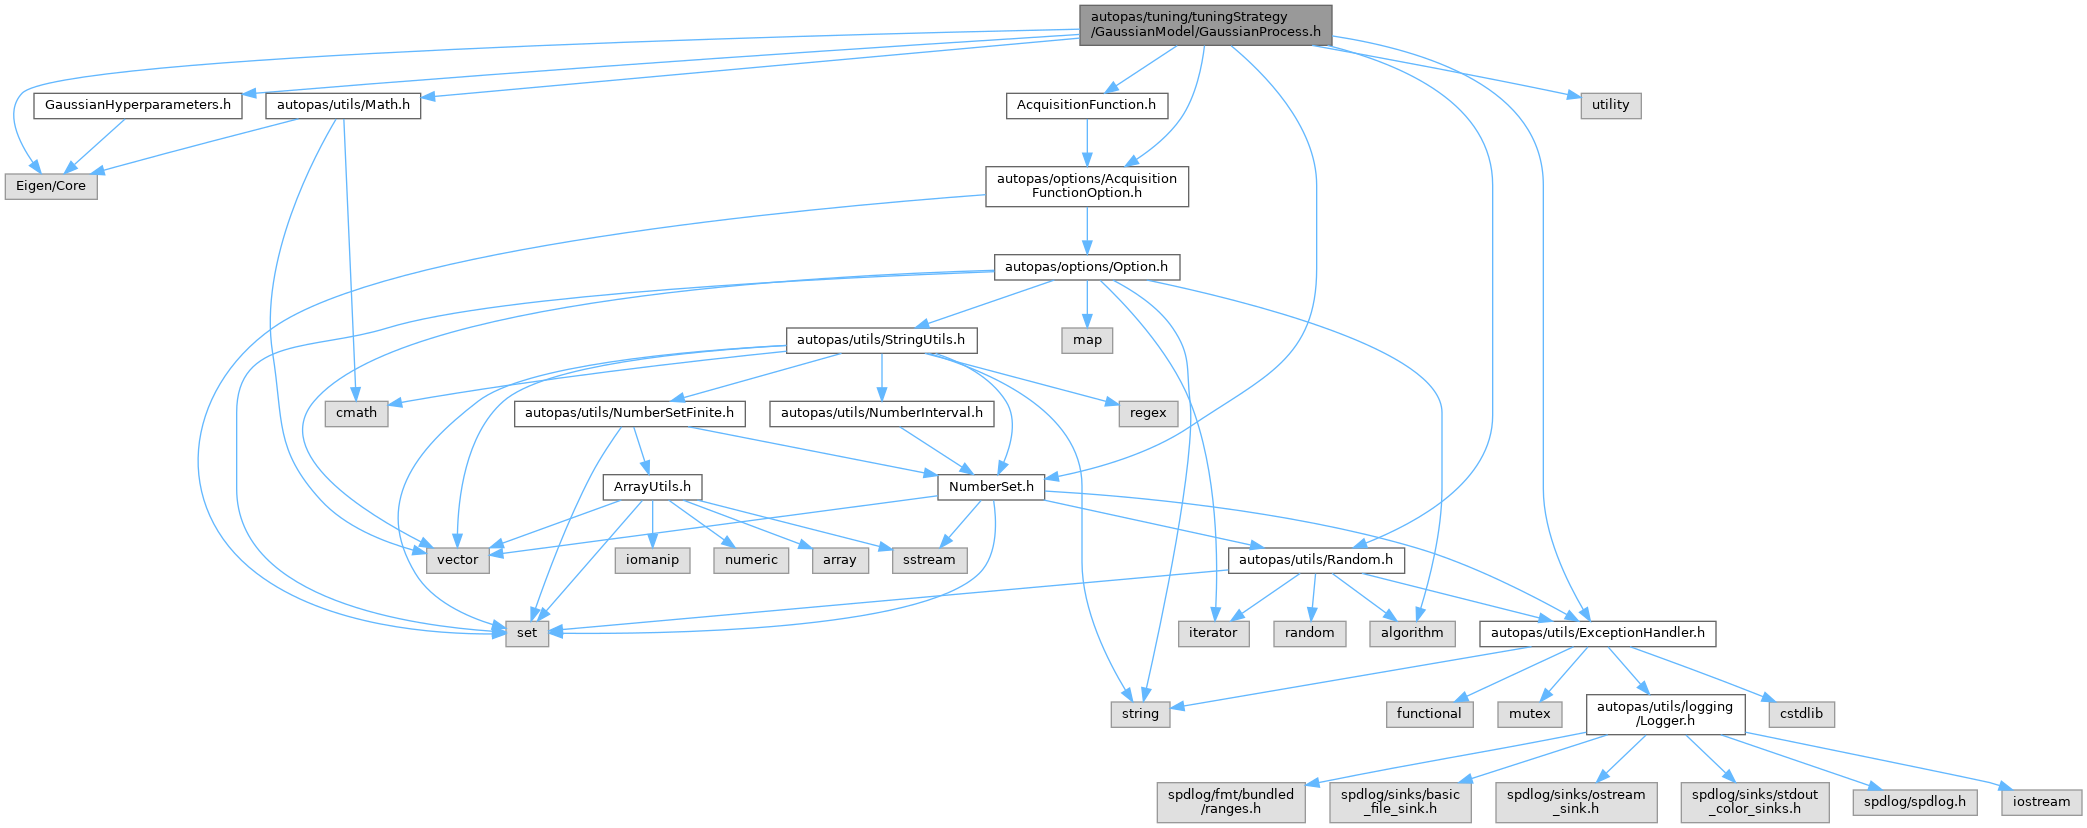 autopas/tuning/tuningStrategy
/GaussianModel/GaussianProcess.h
GaussianHyperparameters.h
autopas/utils/Math.h
AcquisitionFunction.h
utility
Eigen/Core
autopas/options/Acquisition
FunctionOption.h
autopas/options/Option.h
autopas/utils/StringUtils.h
map
cmath
autopas/utils/NumberSetFinite.h
autopas/utils/NumberInterval.h
regex
ArrayUtils.h
NumberSet.h
vector
iomanip
numeric
array
sstream
autopas/utils/Random.h
set
iterator
random
algorithm
autopas/utils/ExceptionHandler.h
string
functional
mutex
autopas/utils/logging
/Logger.h
cstdlib
spdlog/fmt/bundled
/ranges.h
spdlog/sinks/basic
_file_sink.h
spdlog/sinks/ostream
_sink.h
spdlog/sinks/stdout
_color_sinks.h
spdlog/spdlog.h
iostream